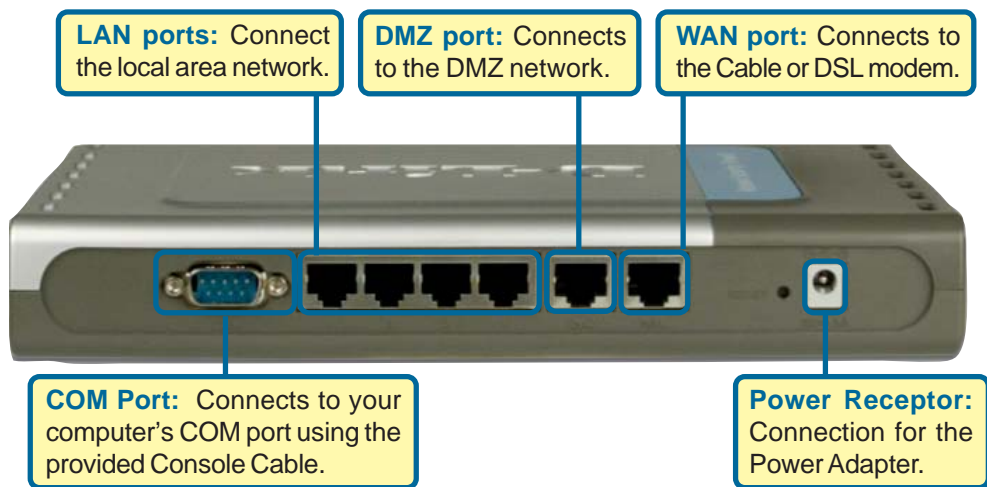 LAN ports: Connect
the local area network.
DMZ port: Connects
to the DMZ network.
WAN port: Connects to
the Cable or DSL modem.
RESET
COM Port: Connects to your
computer's COM port using the
provided Console Cable.
Power Receptor:
Connection for the
Power Adapter.